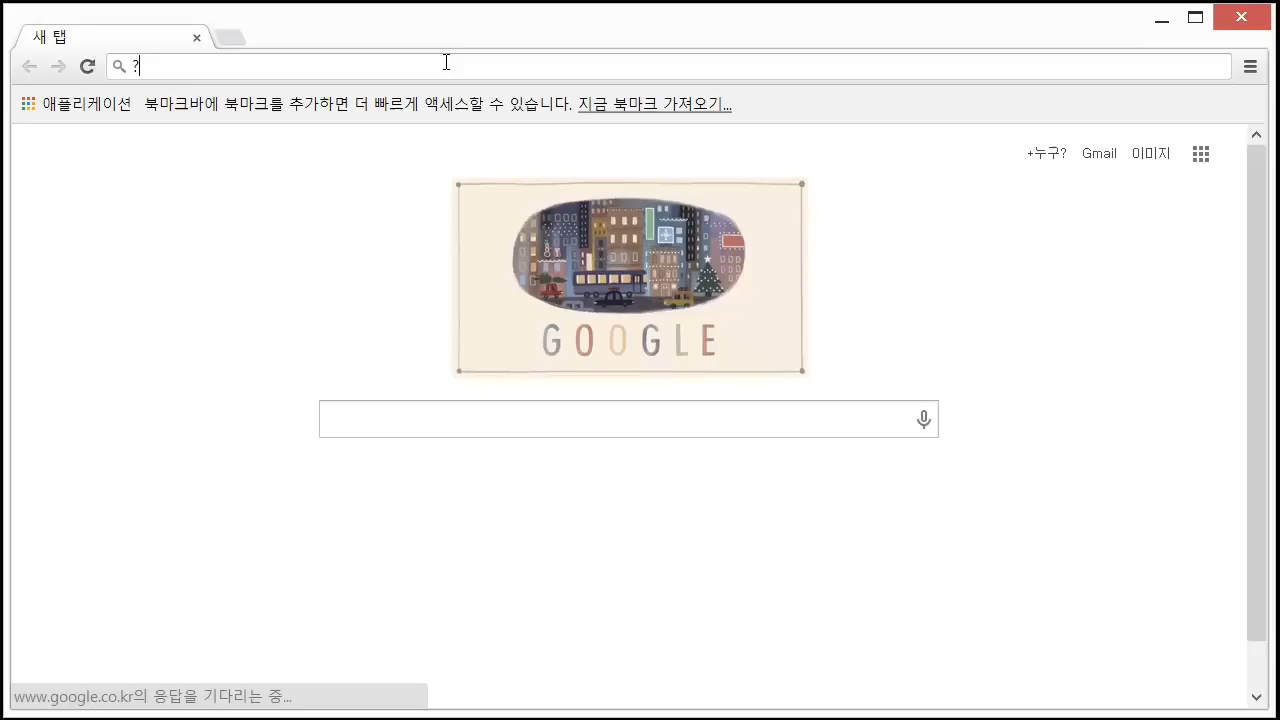 새 탭
?
애플리케이션 북마크바에 북마크를 추가하면 더 빠르게 액세스할 수 있습니다. 지금 북마크 가져오기...
+누구? Gmail 이미지
GOOGLE
www.google.co.kr의 응답을 기다리는 중...